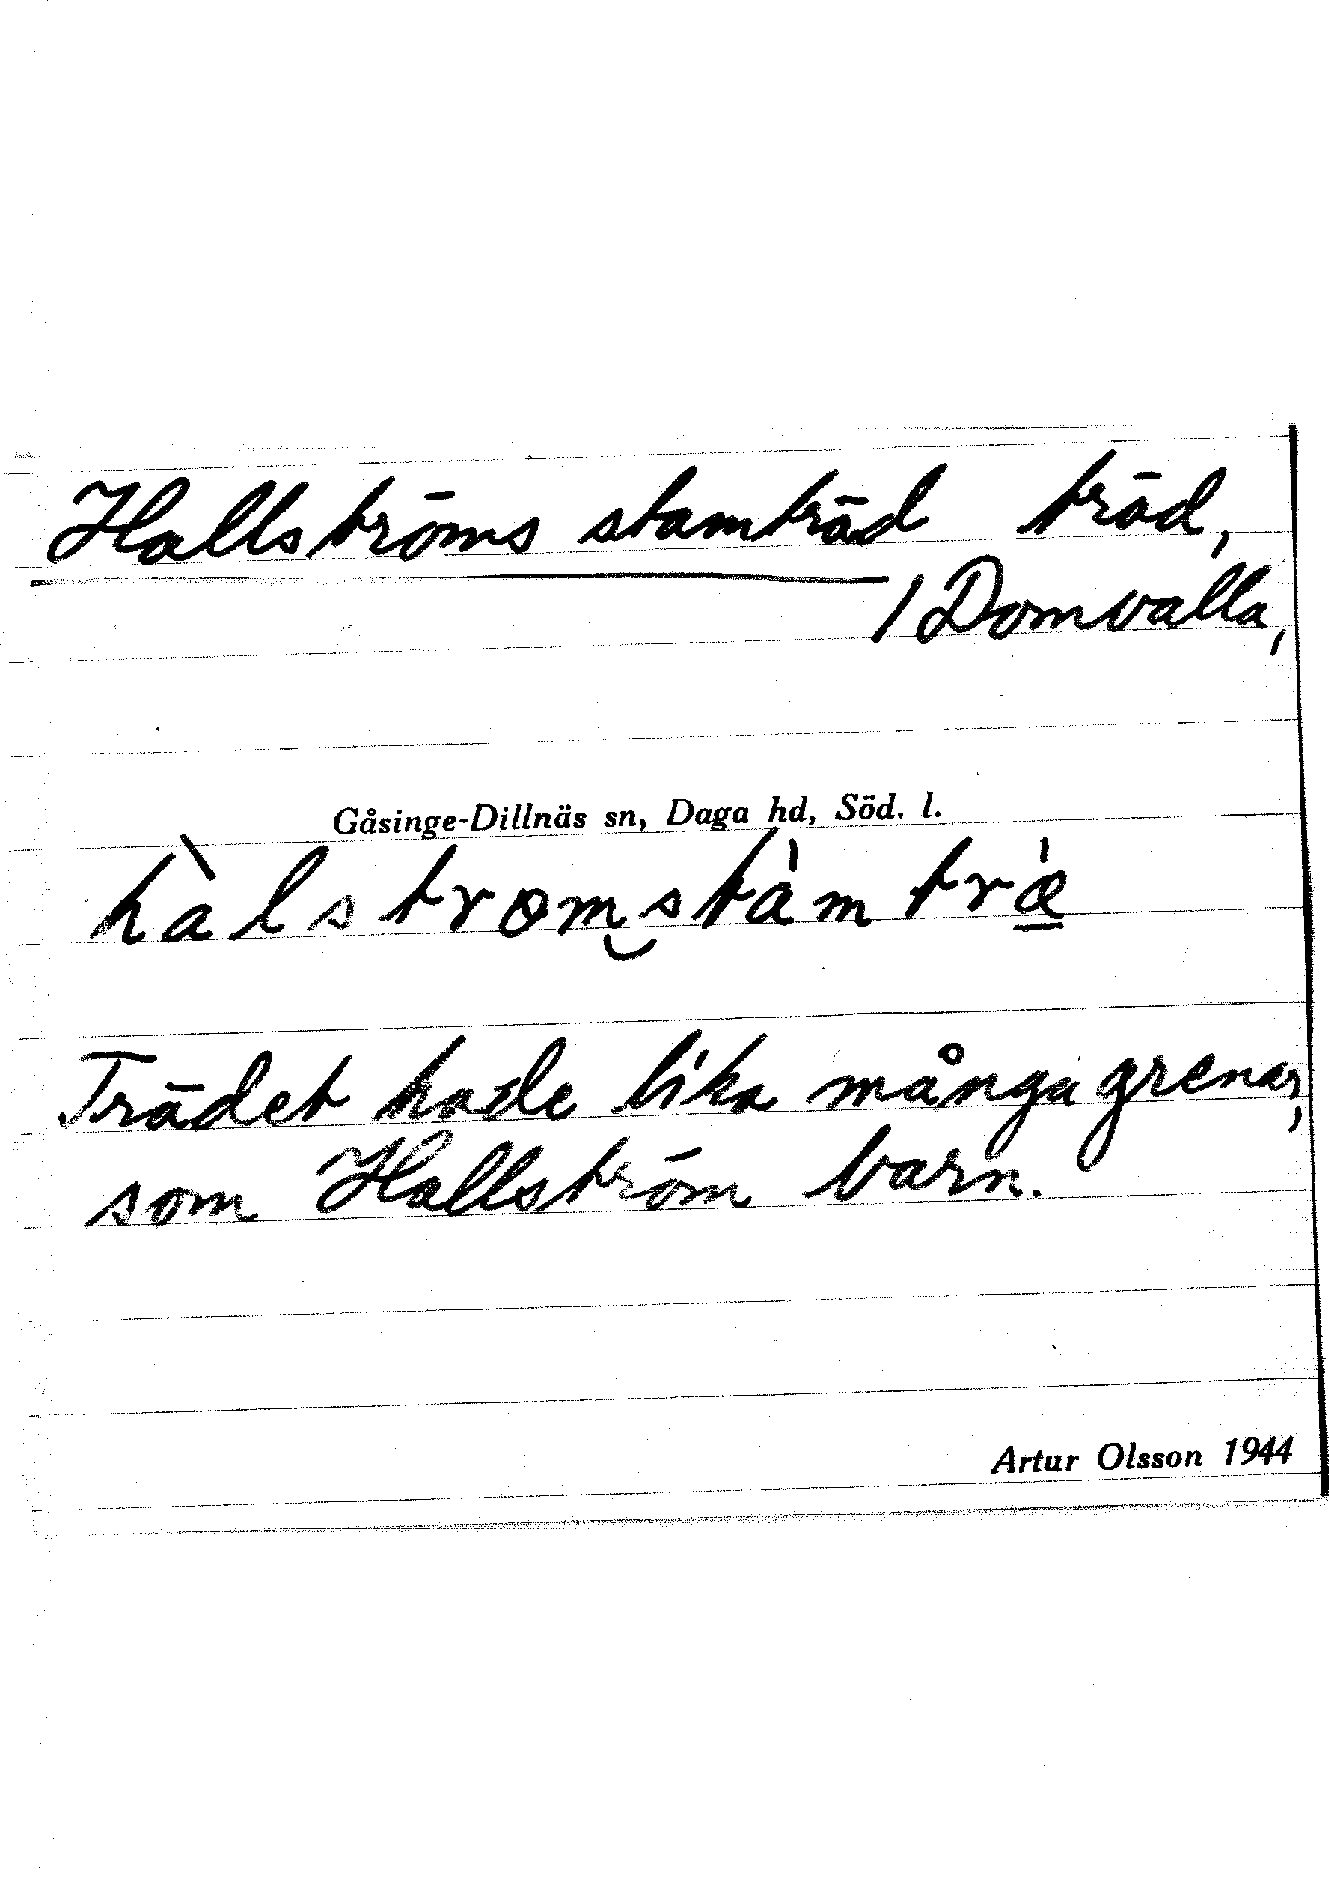 Hallströms stamträd träd,
/ Domvalla,
Gåsinge-Dillnäs sn, Daga hd, Söd. l.
hàlstromstàmtræ̲
Trädet hade lika många grenar,
som Hallström barn.
Artur Olsson 1944